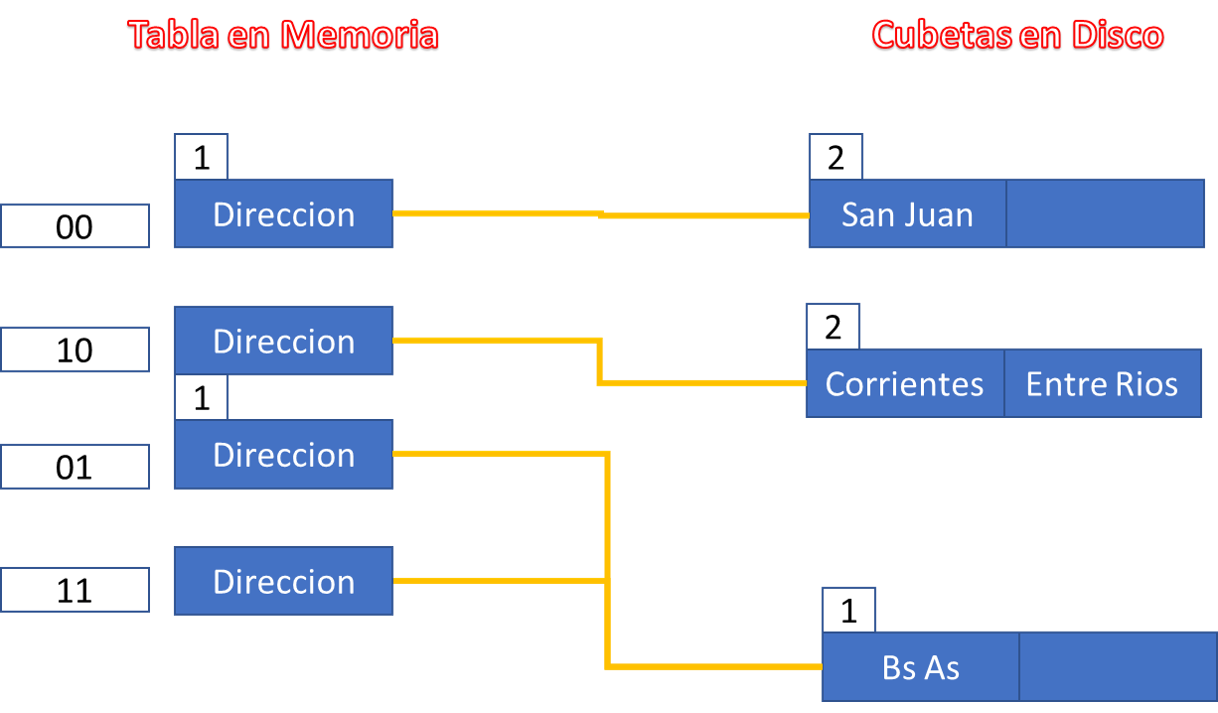 Tabla en Memoria
Cubetas en Disco
1
2
00
Direccion
San Juan
2
10
Direccion
Corrientes
Entre Rios
1
01
Direccion
11
Direccion
1
Bs As